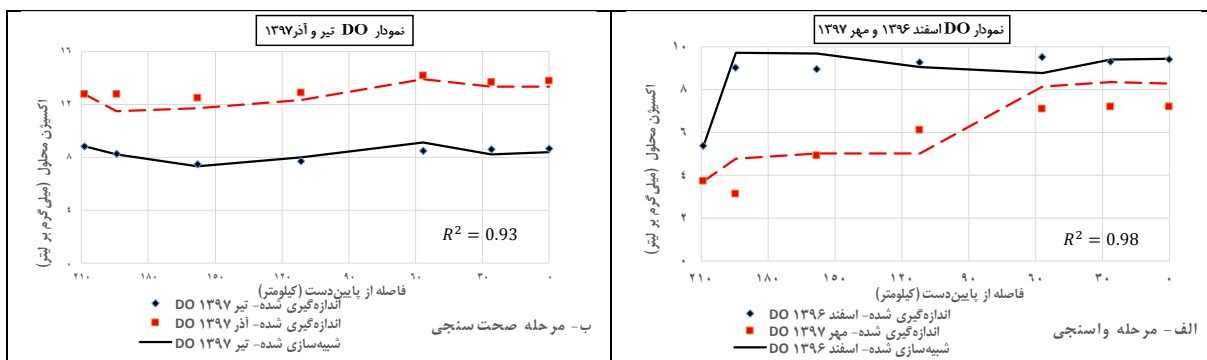 نمودار DO اسفند ۱۳۹۶ و مهر ۱۳۹۷
اکسیژن محلول (میلی‌گرم بر لیتر)
۱۰
۸
۶
۴
۲
۰
R² = 0.98
۲۱۰ ۱۸۰ ۱۵۰ ۱۲۰ ۹۰ ۶۰ ۳۰ ۰
فاصله از پایین‌دست (کیلومتر)
اندازه‌گیری شده- اسفند ۱۳۹۶ DO
اندازه‌گیری شده- مهر ۱۳۹۷ DO
شبیه‌سازی شده- اسفند ۱۳۹۶ DO
الف- مرحله واسنجی
نمودار DO تیر و آذر۱۳۹۷
اکسیژن محلول (میلی‌گرم بر لیتر)
۱۶
۱۲
۸
۴
۰
R² = 0.93
۲۱۰ ۱۸۰ ۱۵۰ ۱۲۰ ۹۰ ۶۰ ۳۰ ۰
فاصله از پایین‌دست (کیلومتر)
اندازه‌گیری شده- تیر ۱۳۹۷ DO
اندازه‌گیری شده- آذر ۱۳۹۷ DO
شبیه‌سازی شده- تیر ۱۳۹۷ DO
ب- مرحله صحت سنجی